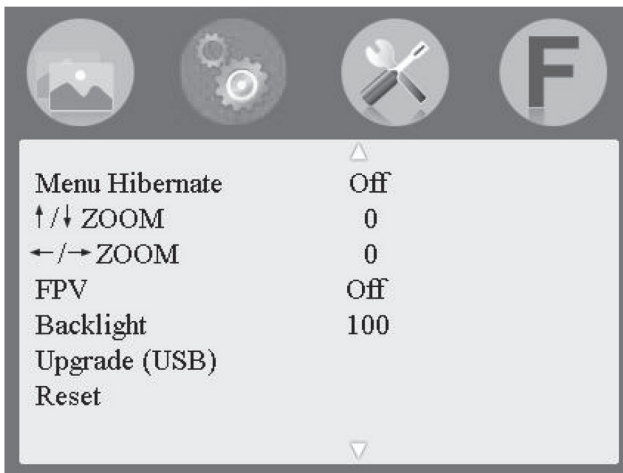 F
Menu Hibernate Off
↑/↓ ZOOM 0
←/→ ZOOM 0
FPV Off
Backlight 100
Upgrade (USB)
Reset